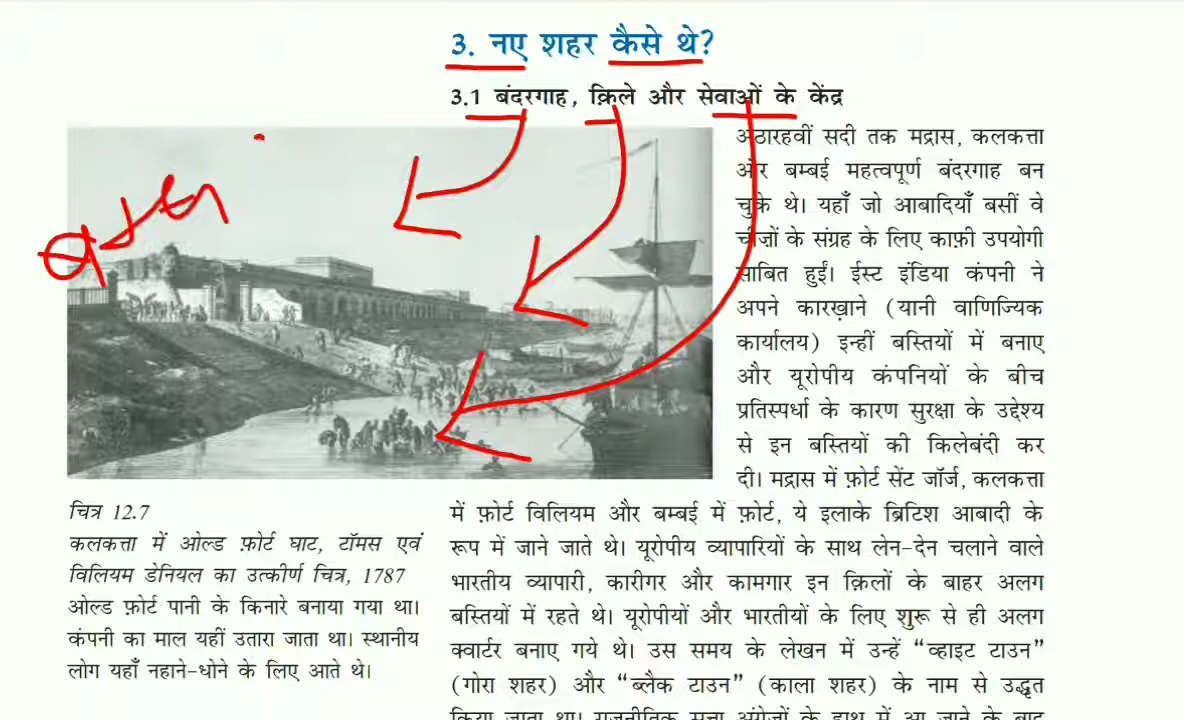 3. नए शहर कैसे थे?
3.1 बंदरगाह, क़िले और सेवाओं के केंद्र
अठारहवीं सदी तक मद्रास, कलकत्ता
और बम्बई महत्वपूर्ण बंदरगाह बन
चुके थे। यहाँ जो आबादियाँ बसीं वे
चीज़ों के संग्रह के लिए काफ़ी उपयोगी
साबित हुईं। ईस्ट इंडिया कंपनी ने
अपने कारख़ाने (यानी वाणिज्यिक
कार्यालय) इन्हीं बस्तियों में बनाए
और यूरोपीय कंपनियों के बीच
प्रतिस्पर्धा के कारण सुरक्षा के उद्देश्य
से इन बस्तियों की किलेबंदी कर
दी। मद्रास में फ़ोर्ट सेंट जॉर्ज, कलकत्ता
में फ़ोर्ट विलियम और बम्बई में फ़ोर्ट, ये इलाके ब्रिटिश आबादी के
रूप में जाने जाते थे। यूरोपीय व्यापारियों के साथ लेन-देन चलाने वाले
भारतीय व्यापारी, कारीगर और कामगार इन क़िलों के बाहर अलग
बस्तियों में रहते थे। यूरोपीयों और भारतीयों के लिए शुरू से ही अलग
क्वार्टर बनाए गये थे। उस समय के लेखन में उन्हें “व्हाइट टाउन”
(गोरा शहर) और “ब्लैक टाउन” (काला शहर) के नाम से उद्धृत
किया जाता था। राजनीतिक सत्ता अंग्रेजों के हाथ में आ जाने के बाद
चित्र 12.7
कलकत्ता में ओल्ड फ़ोर्ट घाट, टॉमस एवं
विलियम डेनियल का उत्कीर्ण चित्र, 1787
ओल्ड फ़ोर्ट पानी के किनारे बनाया गया था।
कंपनी का माल यहीं उतारा जाता था। स्थानीय
लोग यहाँ नहाने-धोने के लिए आते थे।